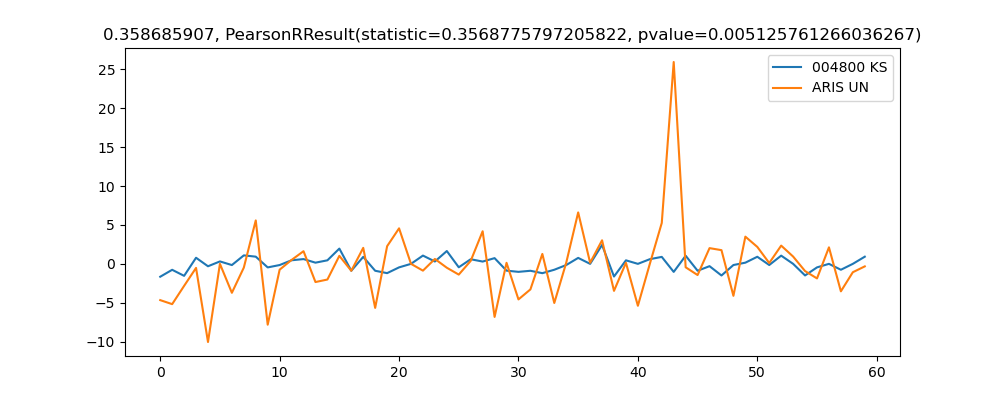 0.358685907, PearsonRResult(statistic=0.3568775797205822, pvalue=0.005125761266036267)
004800 KS
ARIS UN
25
20
15
10
5
0
−5
−10
0 10 20 30 40 50 60